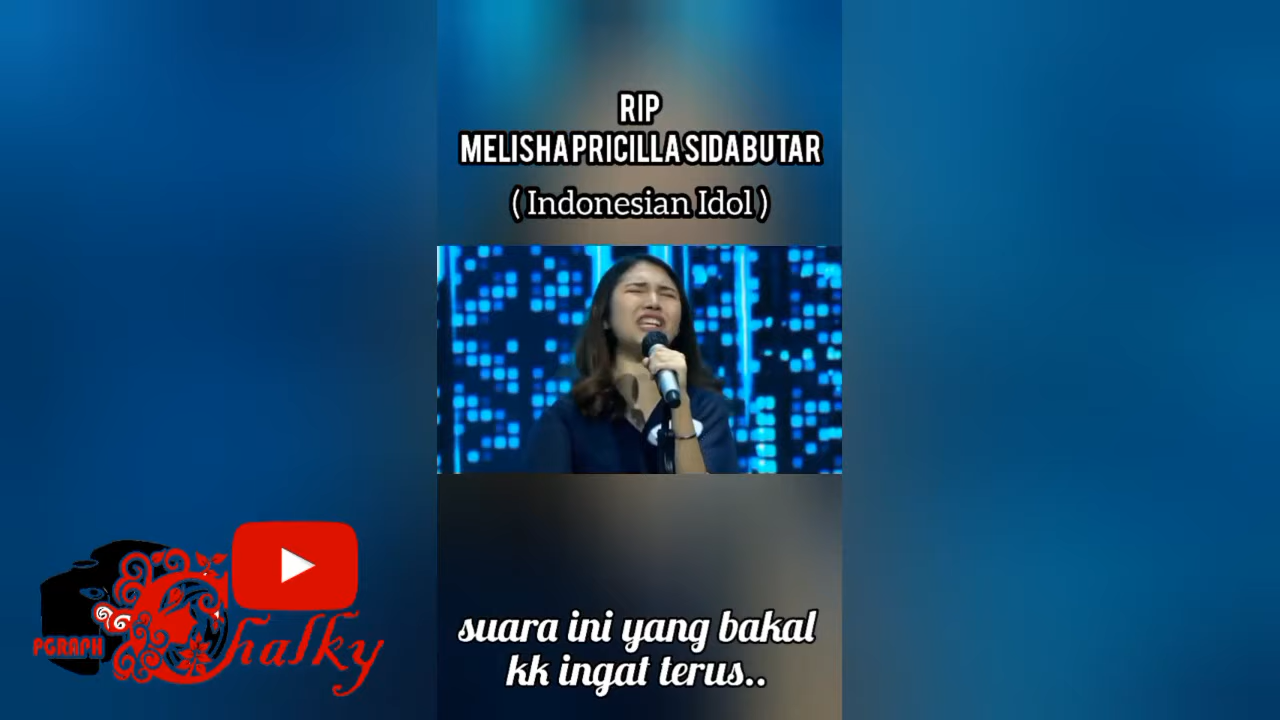 RIP
MELISHA PRICILLA SIDABUTAR
( Indonesian Idol )
suara ini yang bakal
kk ingat terus..
PGRAPH
Chalky